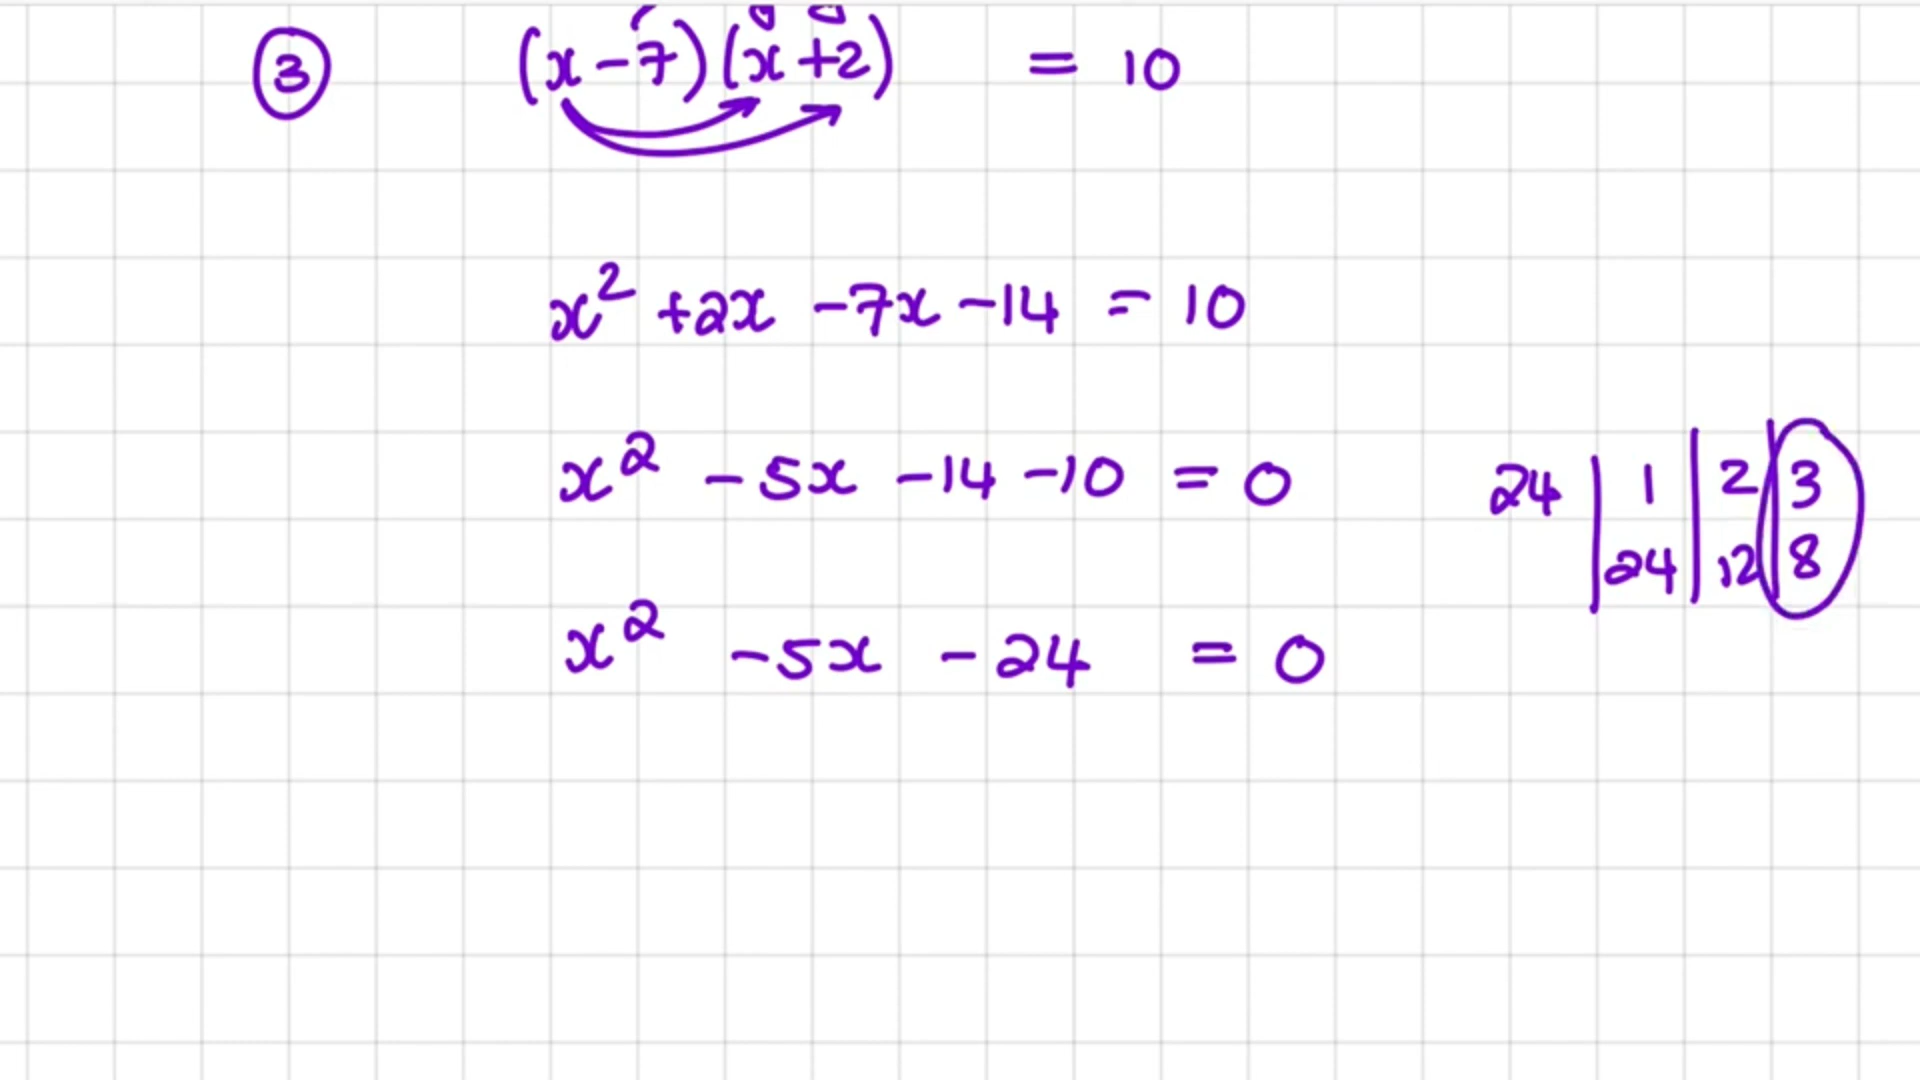 ③ (x-7)(x+2) = 10
x² +2x -7x -14 = 10
x² -5x -14 -10 = 0
24 | 1 | 2 | 3
24 | 12 | 8
x² -5x -24 = 0